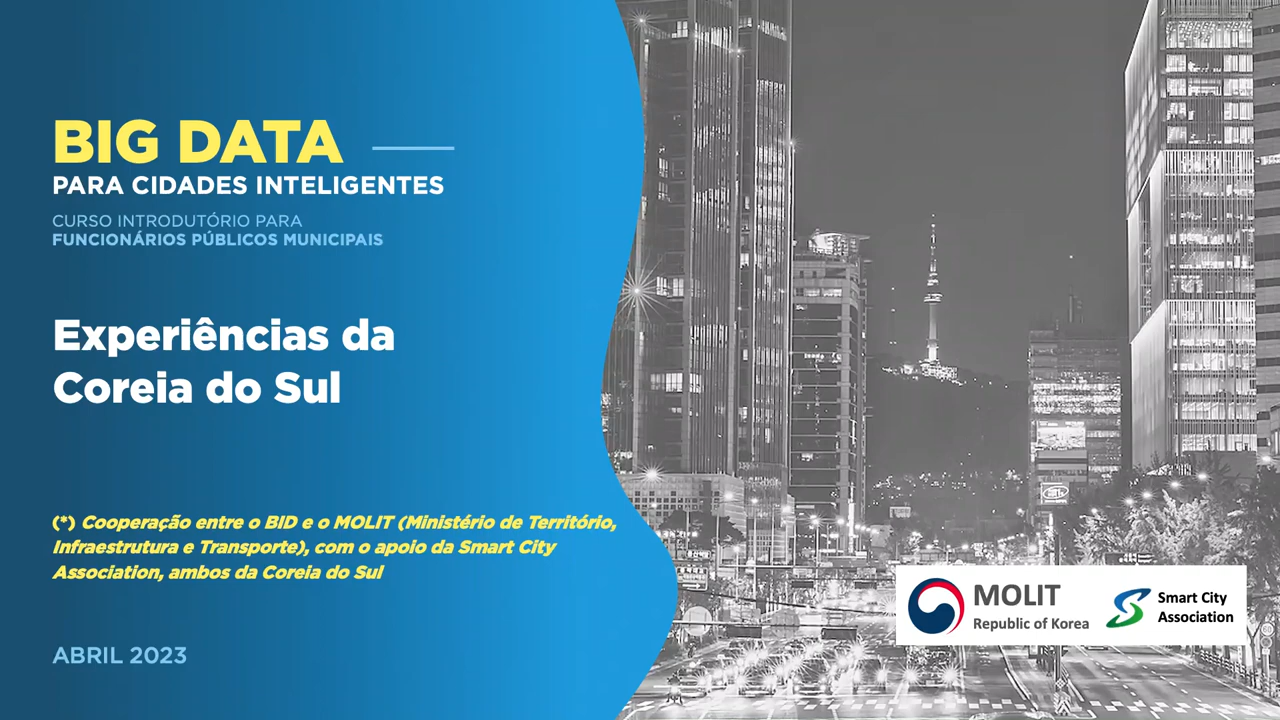 BIG DATA
PARA CIDADES INTELIGENTES
CURSO INTRODUTÓRIO PARA
FUNCIONÁRIOS PÚBLICOS MUNICIPAIS
Experiências da
Coreia do Sul
(*) Cooperação entre o BID e o MOLIT (Ministério de Território,
Infraestrutura e Transporte), com o apoio da Smart City
Association, ambos da Coreia do Sul
ABRIL 2023
MOLIT
Republic of Korea
Smart City
Association